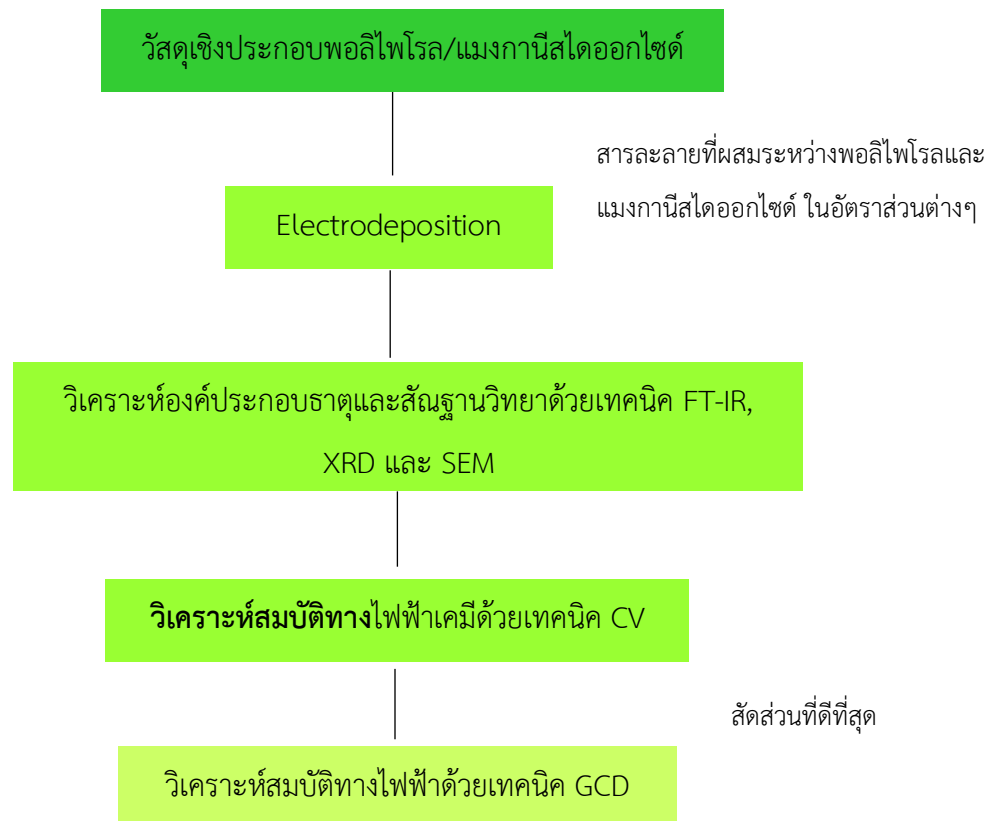 วัสดุเชิงประกอบพอลิไพโรล/แมงกานีสไดออกไซด์
สารละลายที่ผสมระหว่างพอลิไพโรลและ
แมงกานีสไดออกไซด์ ในอัตราส่วนต่างๆ
Electrodeposition
วิเคราะห์องค์ประกอบธาตุและสัณฐานวิทยาด้วยเทคนิค FT-IR,
XRD และ SEM
วิเคราะห์สมบัติทางไฟฟ้าเคมีด้วยเทคนิค CV
สัดส่วนที่ดีที่สุด
วิเคราะห์สมบัติทางไฟฟ้าด้วยเทคนิค GCD